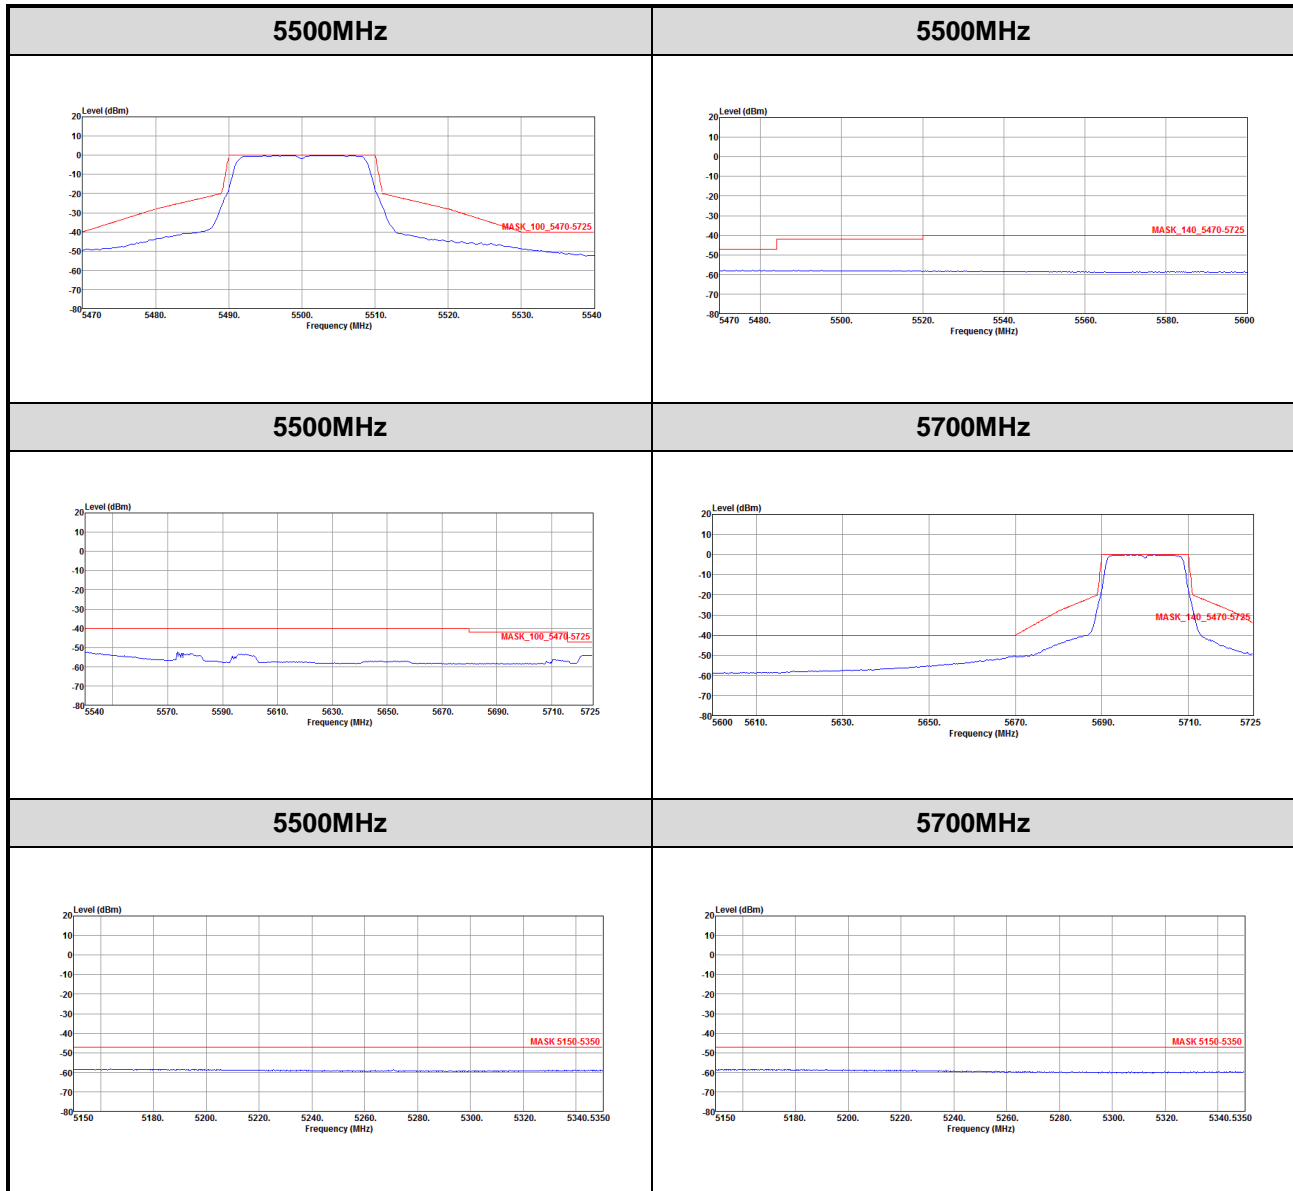 5500MHz
5500MHz
Level (dBm)
20
10
0
-10
-20
-30
-40
-50
-60
-70
-80
MASK_100_5470-5725
5470 5480. 5490. 5500. 5510. 5520. 5530. 5540
Frequency (MHz)
Level (dBm)
20
10
0
-10
-20
-30
-40
-50
-60
-70
-80
MASK_140_5470-5725
5470 5480. 5500. 5520. 5540. 5560. 5580. 5600
Frequency (MHz)
5500MHz
5700MHz
Level (dBm)
20
10
0
-10
-20
-30
-40
-50
-60
-70
-80
MASK_100_5470-5725
5540 5570. 5590. 5610. 5630. 5650. 5670. 5690. 5710. 5725
Frequency (MHz)
Level (dBm)
20
10
0
-10
-20
-30
-40
-50
-60
-70
-80
MASK_140_5470-5725
5600 5610. 5630. 5650. 5670. 5690. 5710. 5725
Frequency (MHz)
5500MHz
5700MHz
Level (dBm)
20
10
0
-10
-20
-30
-40
-50
-60
-70
-80
MASK 5150-5350
5150 5180. 5200. 5220. 5240. 5260. 5280. 5300. 5320. 5340.5350
Frequency (MHz)
Level (dBm)
20
10
0
-10
-20
-30
-40
-50
-60
-70
-80
MASK 5150-5350
5150 5180. 5200. 5220. 5240. 5260. 5280. 5300. 5320. 5340.5350
Frequency (MHz)